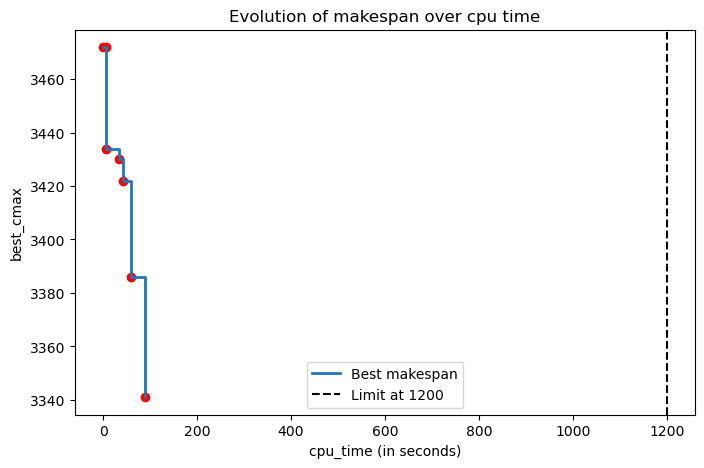 Evolution of makespan over cpu time
best_cmax
3460
3440
3420
3400
3380
3360
3340
Best makespan
Limit at 1200
0
200
400
600
800
1000
1200
cpu_time (in seconds)